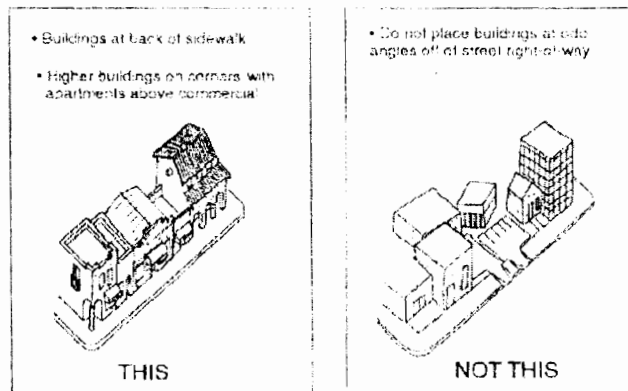 • Buildings at back of sidewalk
• Higher buildings on corners with
apartments above commercial
THIS
• Do not place buildings at odd
angles off of street right-of-way
NOT THIS